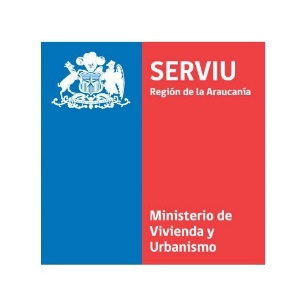 SERVIU
Región de la Araucanía
Ministerio de
Vivienda y
Urbanismo